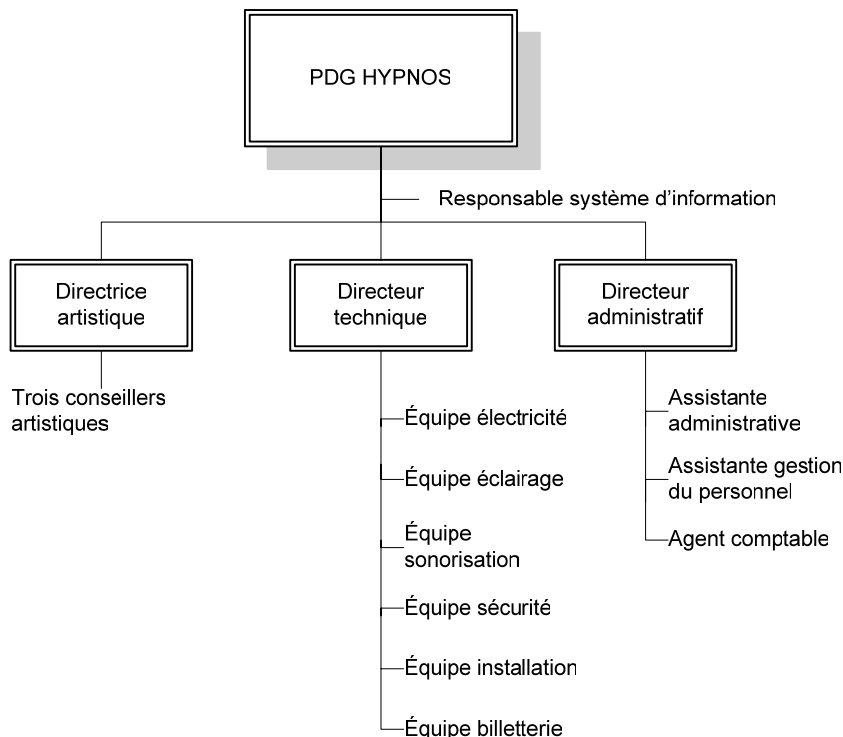 PDG HYPNOS
Responsable système d’information
Directrice
artistique
Directeur
technique
Directeur
administratif
Trois conseillers
artistiques
Équipe électricité
Équipe éclairage
Équipe
sonorisation
Équipe sécurité
Équipe installation
Équipe billetterie
Assistante
administrative
Assistante gestion
du personnel
Agent comptable